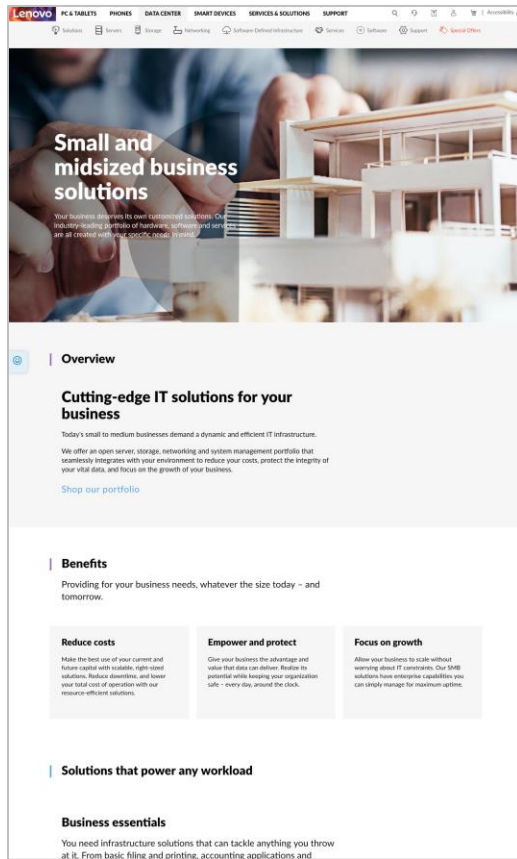 Lenovo PC & TABLETS PHONES DATA CENTER SMART DEVICES SERVICES & SOLUTIONS SUPPORT | Accessibility
Solutions Servers Storage Networking Software-Defined Infrastructure Services Software Support Special Offers
Small and
midsized business
solutions
Your business deserves its own customized solutions. Our
industry-leading portfolio of hardware, software and services
are all created with your specific needs in mind.
Overview
Cutting-edge IT solutions for your
business
Today's small to medium businesses demand a dynamic and efficient IT infrastructure.
We offer an open server, storage, networking and system management portfolio that
seamlessly integrates with your environment to reduce your costs, protect the integrity of
your vital data, and focus on the growth of your business.
Shop our portfolio
Benefits
Providing for your business needs, whatever the size today – and
tomorrow.
Reduce costs
Make the best use of your current and
future capital with scalable, right-sized
solutions. Reduce downtime, and lower
your total cost of operation with our
resource-efficient solutions.
Empower and protect
Give your business the advantage and
value that data can deliver. Realize its
potential while keeping your organization
safe – every day, around the clock.
Focus on growth
Allow your business to scale without
worrying about IT constraints. Our SMB
solutions have enterprise capabilities you
can simply manage for maximum uptime.
Solutions that power any workload
Business essentials
You need infrastructure solutions that can tackle anything you throw
at it. From basic filing and printing, accounting applications and